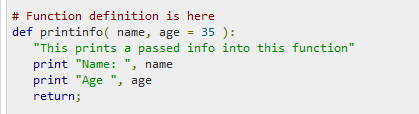 # Function definition is here
def printinfo( name, age = 35 ):
   "This prints a passed info into this function"
   print "Name: ", name
   print "Age ", age
   return;